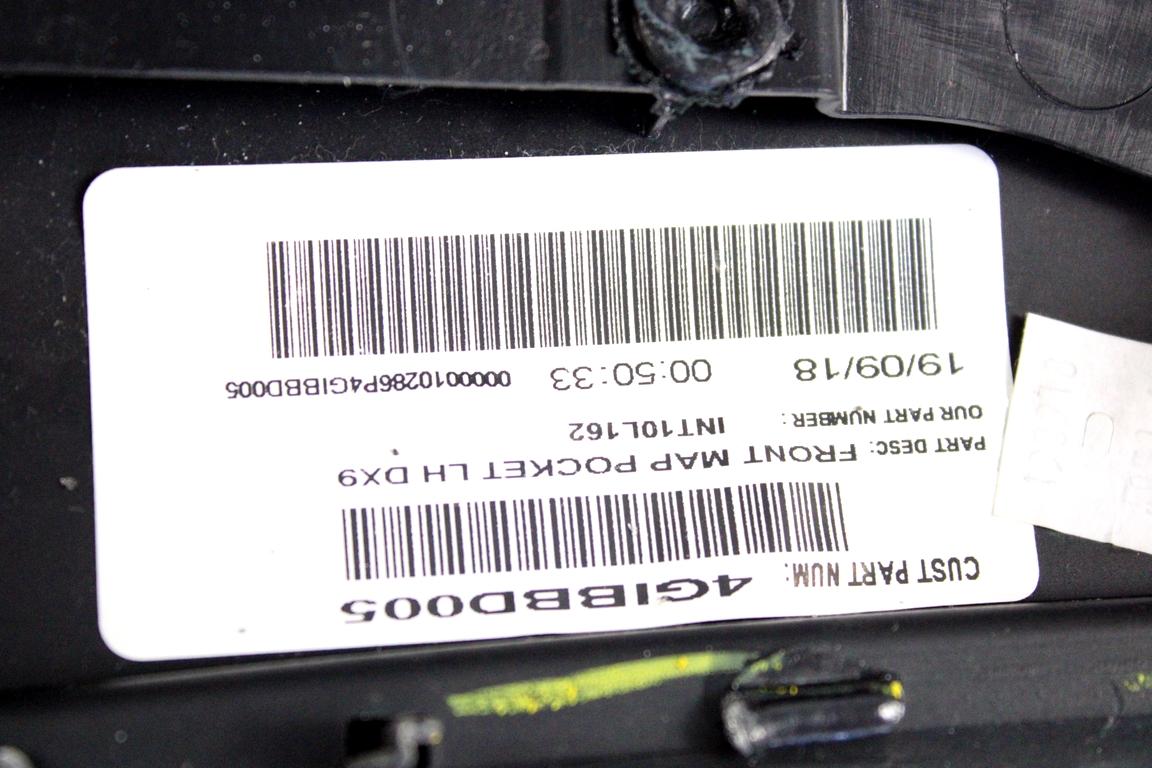 CUST PART NUM: 4GIBBD005
PART DESC: FRONT MAP POCKET LH DX9
OUR PART NUMBER: INT10L162
19/09/18 00:50:33 0000010286P4GIBBD005